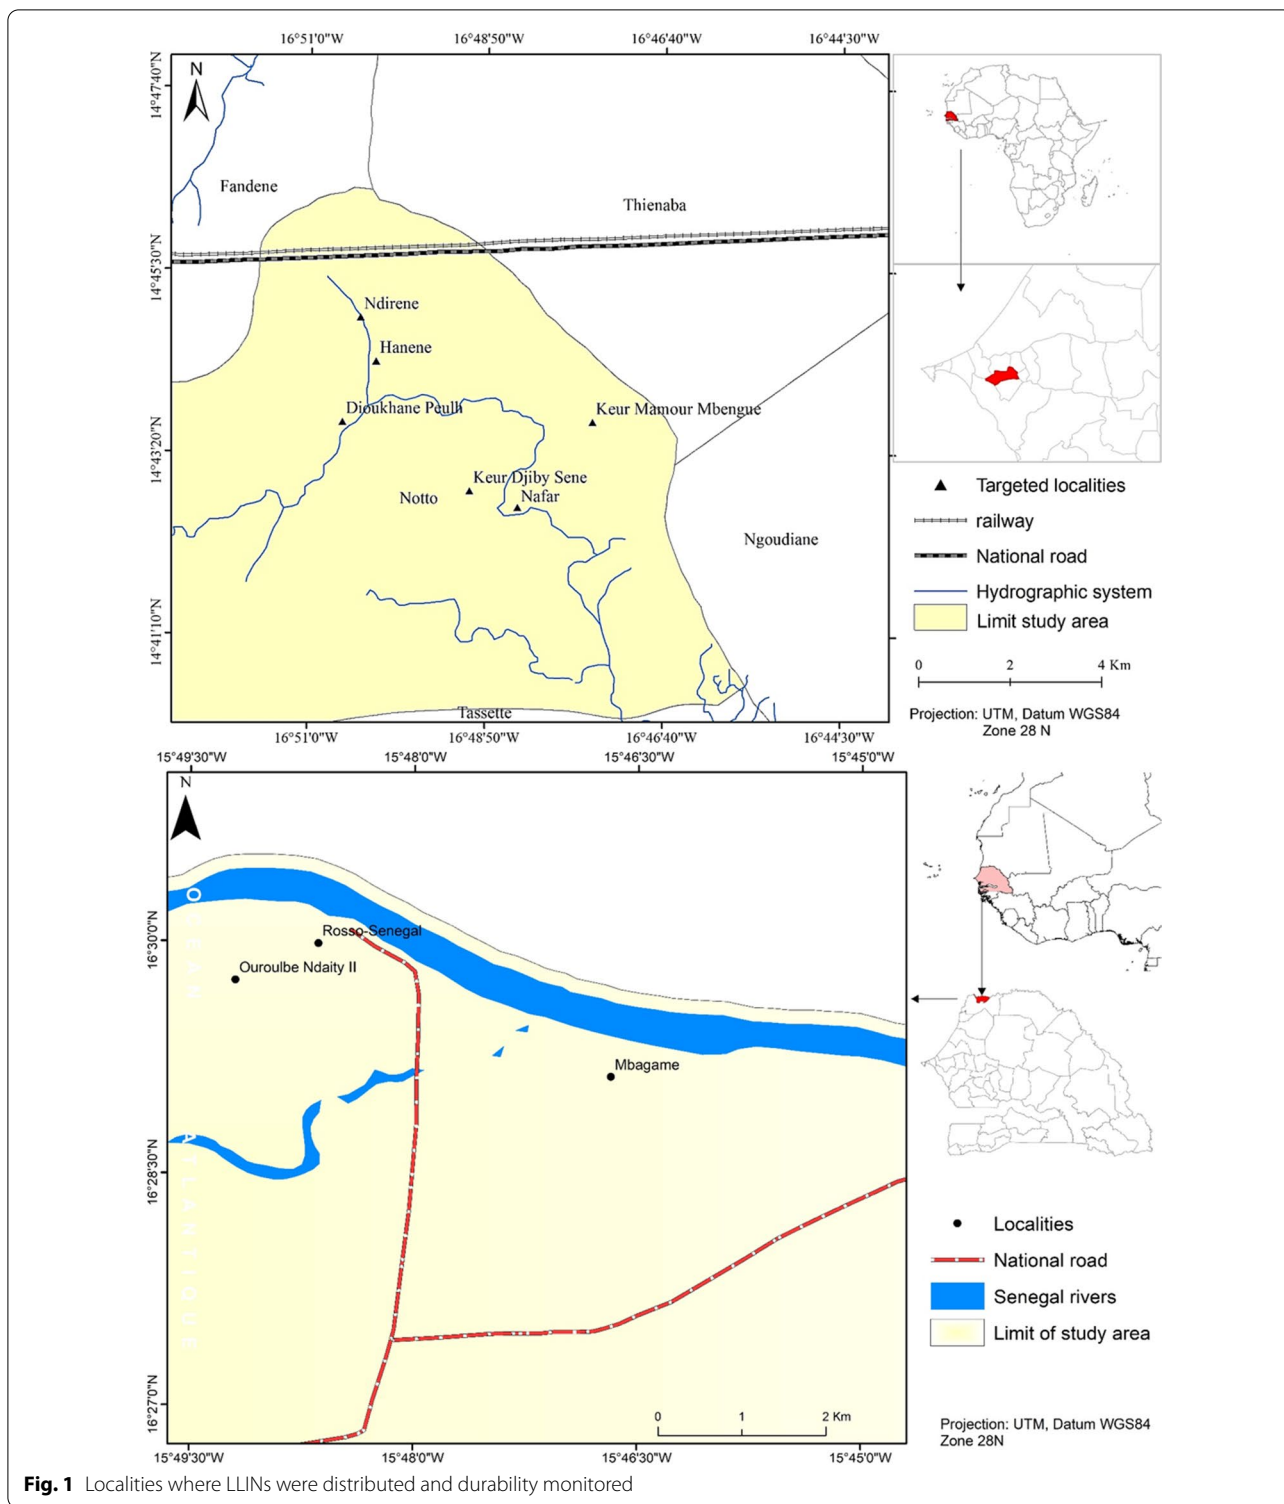 16°51'0"W 16°48'50"W 16°46'40"W 16°44'30"W
14°47'40"N
14°45'30"N
14°43'20"N
14°41'10"N
N
Fandene
Thienaba
Ndirene
Hanene
Dioukhane Peulh
Keur Mamour Mbengue
Keur Djiby Sene
Notto
Nafar
Ngoudiane
Tassette
16°51'0"W 16°48'50"W 16°46'40"W 16°44'30"W
Targeted localities
railway
National road
Hydrographic system
Limit study area
0 2 4 Km
Projection: UTM, Datum WGS84
Zone 28 N
15°49'30"W 15°48'0"W 15°46'30"W 15°45'0"W
N
16°30'0"N
16°28'30"N
16°27'0"N
OCEAN ATLANTIQUE
Rosso-Senegal
Ouroulbe Ndaity II
Mbagame
0 1 2 Km
15°49'30"W 15°48'0"W 15°46'30"W 15°45'0"W
Localities
National road
Senegal rivers
Limit of study area
Projection: UTM, Datum WGS84
Zone 28N
Fig. 1 Localities where LLINs were distributed and durability monitored